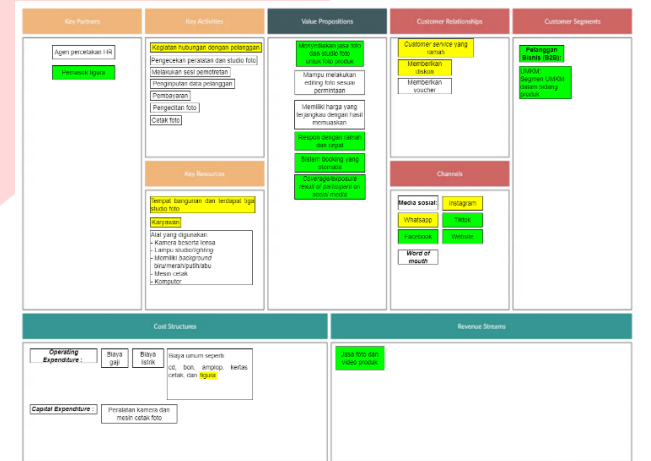 Key Partners
Agen percetakan HR
Pemasok figura
Key Activities
Kegiatan hubungan dengan pelanggan
Pengecekan peralatan dan studio foto
Melakukan sesi pemotretan
Penginputan data pelanggan
Pembayaran
Pengeditan foto
Cetak foto
Key Resources
Tempat bangunan dan terdapat tiga
studio foto
Karyawan
Alat yang digunakan:
- Kamera beserta lensa
- Lampu studio/lighting
- Memiliki background
biru/merah/putih/abu
- Mesin cetak
- Komputer
Value Propositions
Menyediakan jasa foto
dan studio foto
untuk foto produk
Mampu melakukan
editing foto sesuai
permintaan
Memiliki harga yang
terjangkau dengan hasil
memuaskan
Respon dengan ramah
dan cepat
Sistem booking yang
otomatis
Coverage/exposure
result of participant on
social media
Customer Relationships
Customer service yang
ramah
Memberikan
diskon
Memberikan
voucher
Channels
Media sosial:
Instagram
Whatsapp
Tiktok
Facebook
Website
Word of
mouth
Customer Segments
Pelanggan
Bisnis (B2B):
UMKM:
Segmen UMKM
dalam bidang
produk
Cost Structures
Operating
Expenditure :
Biaya
gaji
Biaya
listrik
Biaya umum seperti
cd, bon, amplop, kertas
cetak, dan figura
Capital Expenditure :
Peralatan kamera dan
mesin cetak foto
Revenue Streams
Jasa foto dan
video produk